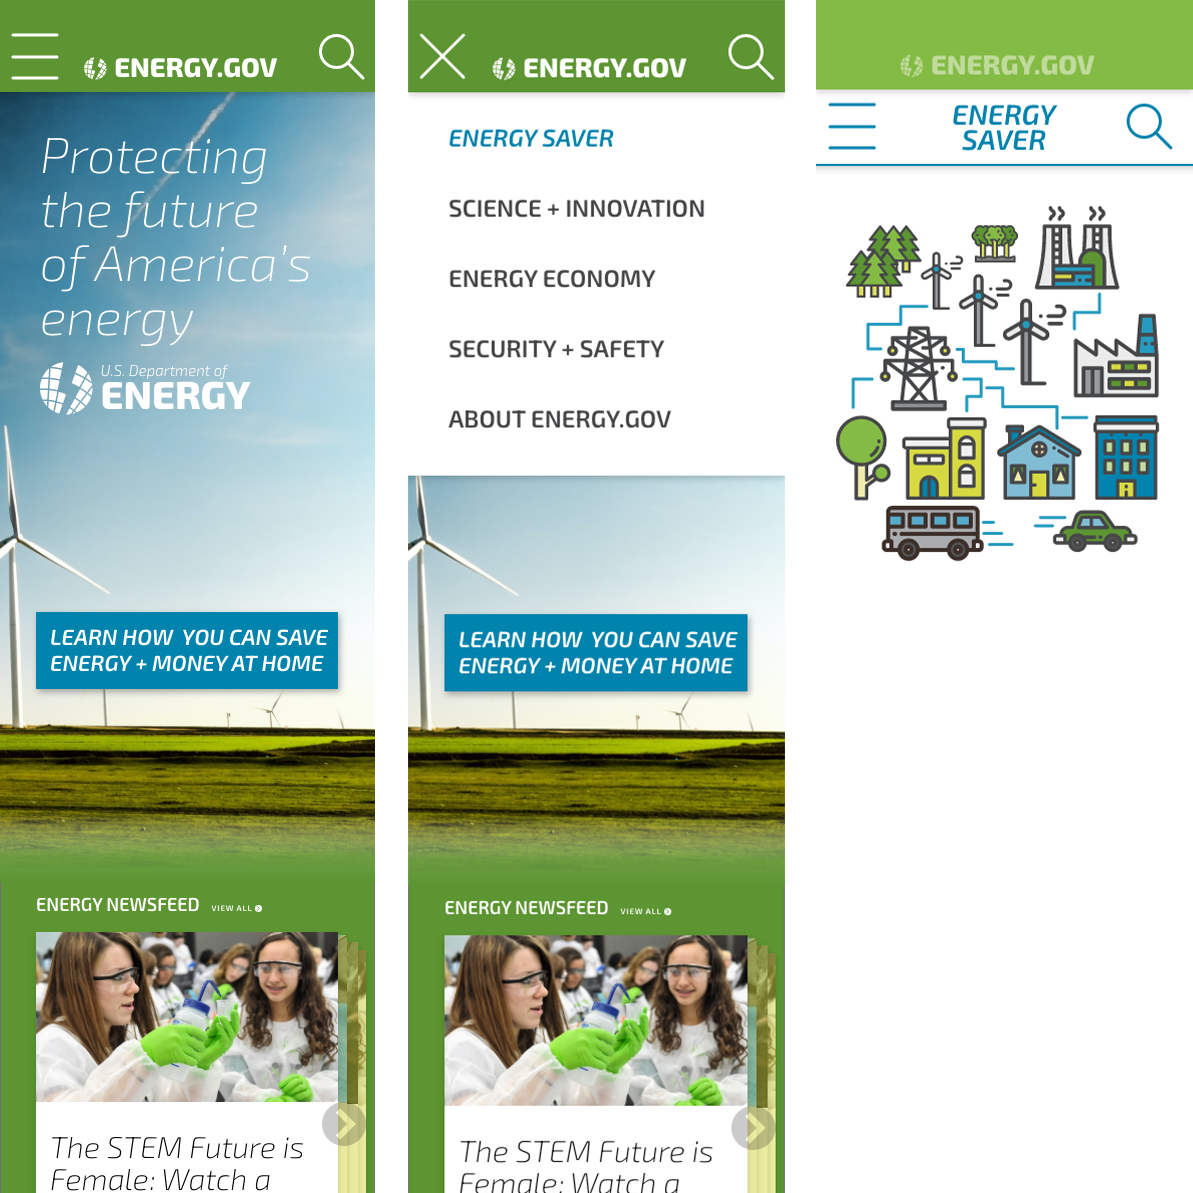 ENERGY.GOV
Protecting
the future
of America's
energy
U.S. Department of
ENERGY
LEARN HOW YOU CAN SAVE
ENERGY + MONEY AT HOME
ENERGY NEWSFEED VIEW ALL
The STEM Future is
Female: Watch a
ENERGY.GOV
ENERGY SAVER
SCIENCE + INNOVATION
ENERGY ECONOMY
SECURITY + SAFETY
ABOUT ENERGY.GOV
LEARN HOW YOU CAN SAVE
ENERGY + MONEY AT HOME
ENERGY NEWSFEED VIEW ALL
The STEM Future is
Female: Watch a
ENERGY.GOV
ENERGY
SAVER